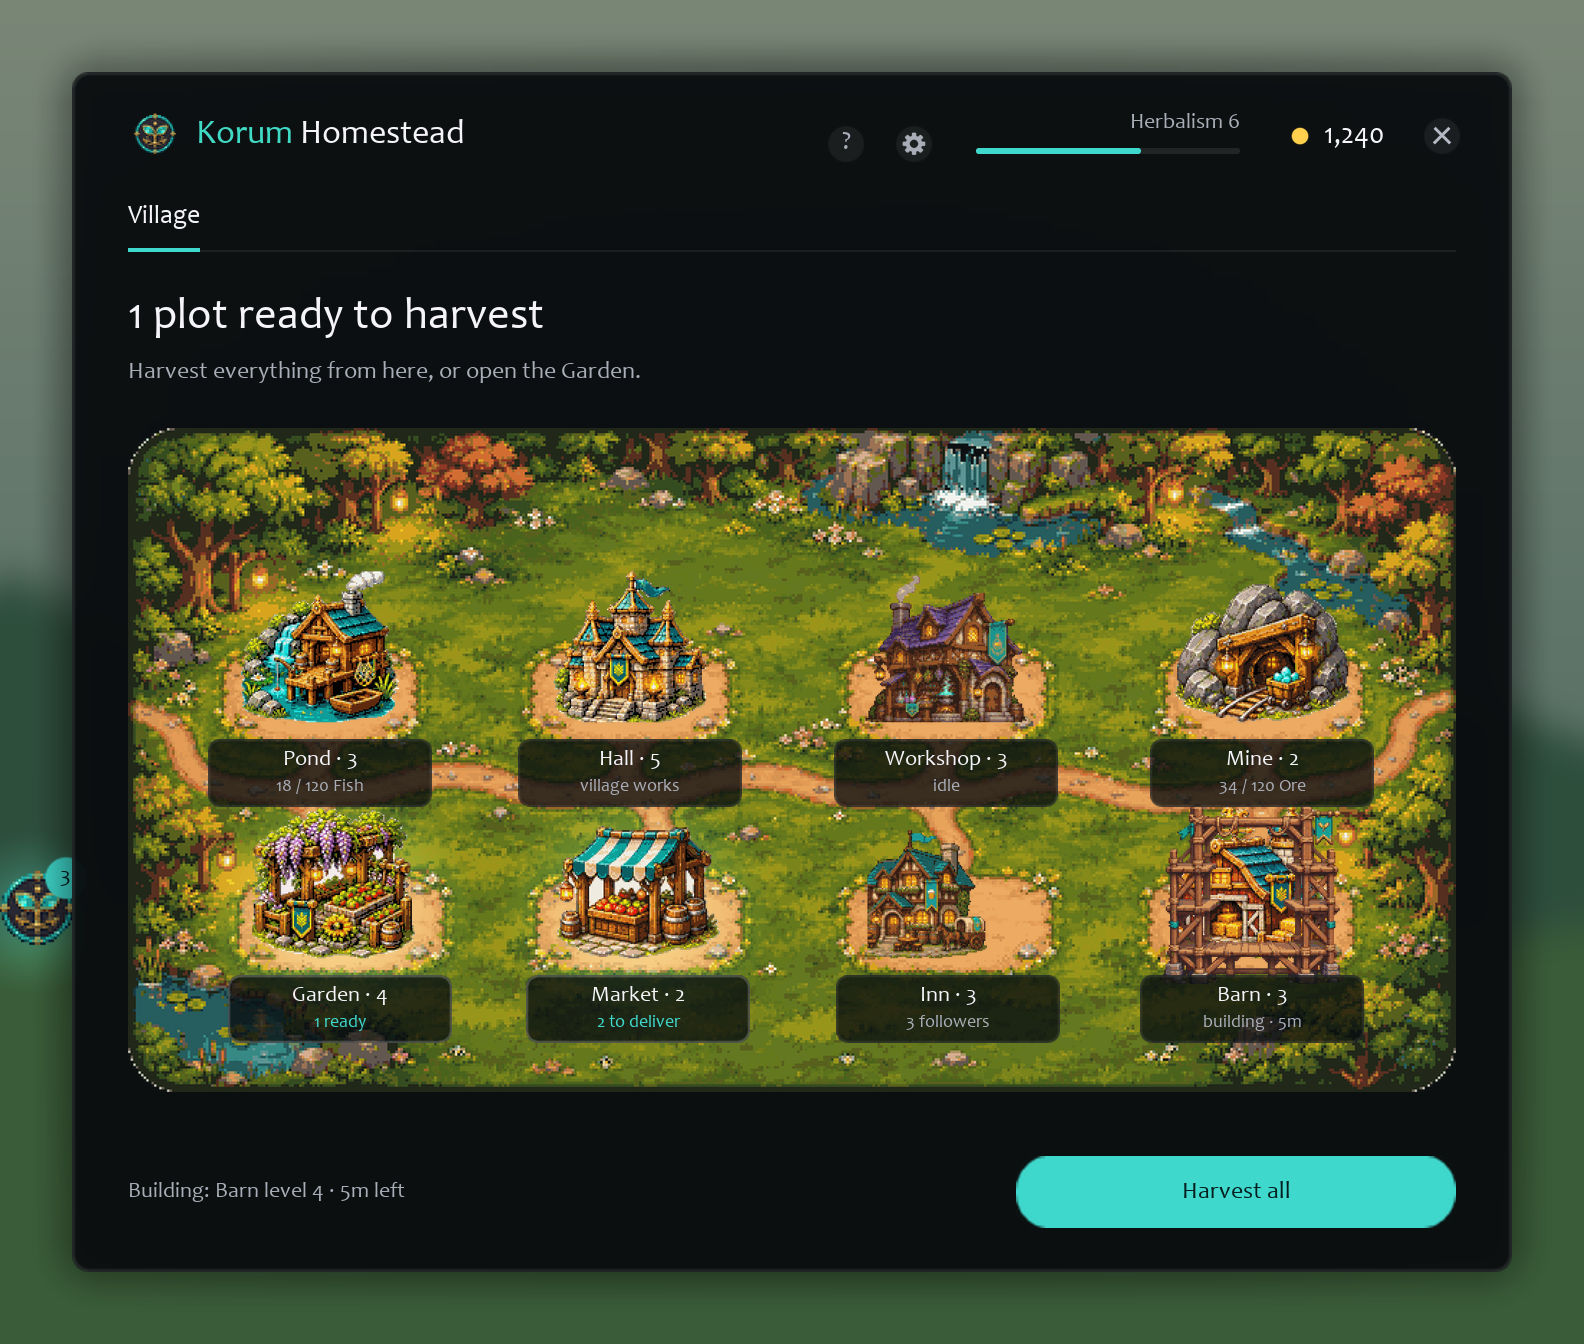 Korum Homestead
?
Herbalism 6
1,240
Village
1 plot ready to harvest
Harvest everything from here, or open the Garden.
Pond · 3
18 / 120 Fish
Hall · 5
village works
Workshop · 3
idle
Mine · 2
34 / 120 Ore
3
Garden · 4
1 ready
Market · 2
2 to deliver
Inn · 3
3 followers
Barn · 3
building · 5m
Building: Barn level 4 · 5m left
Harvest all